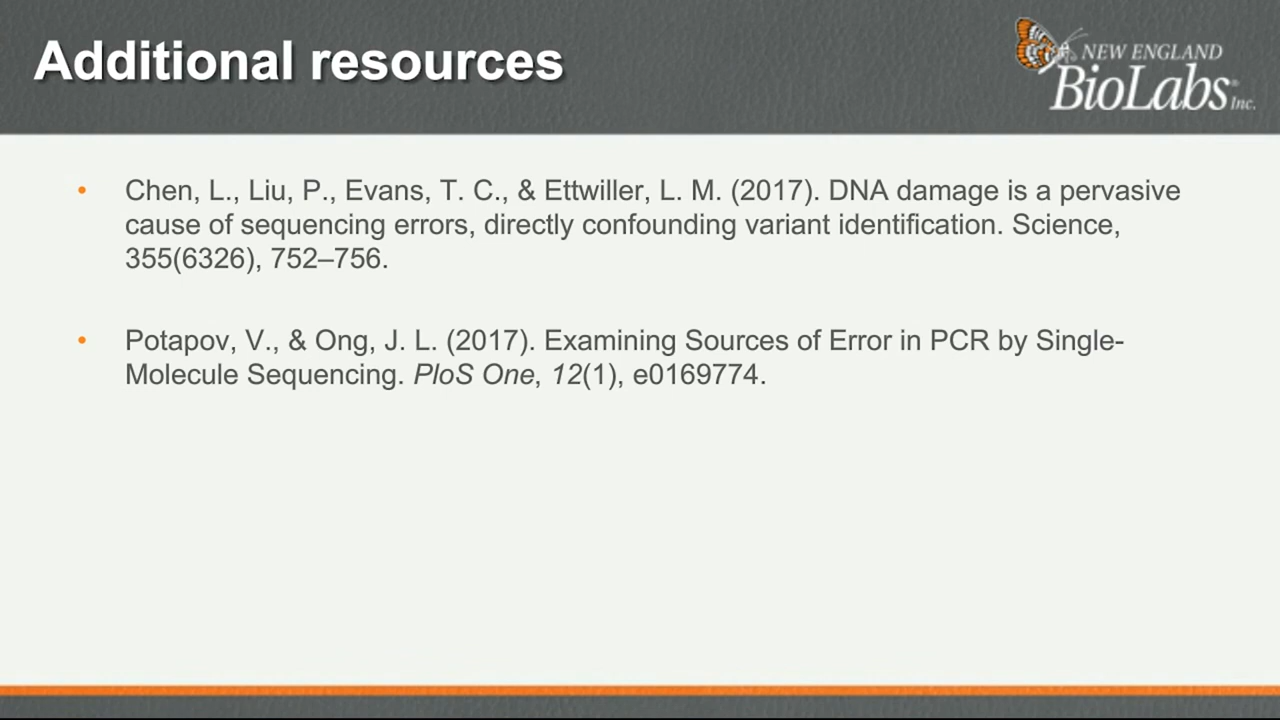 Additional resources
NEW ENGLAND
BioLabs® Inc.
• Chen, L., Liu, P., Evans, T. C., & Ettwiller, L. M. (2017). DNA damage is a pervasive
cause of sequencing errors, directly confounding variant identification. Science,
355(6326), 752–756.
• Potapov, V., & Ong, J. L. (2017). Examining Sources of Error in PCR by Single-
Molecule Sequencing. PloS One, 12(1), e0169774.